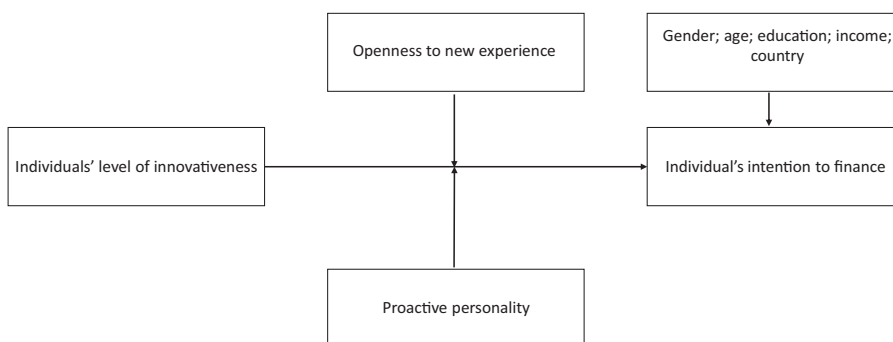 Openness to new experience
Gender; age; education; income;
country
Individuals’ level of innovativeness
Individual’s intention to finance
Proactive personality